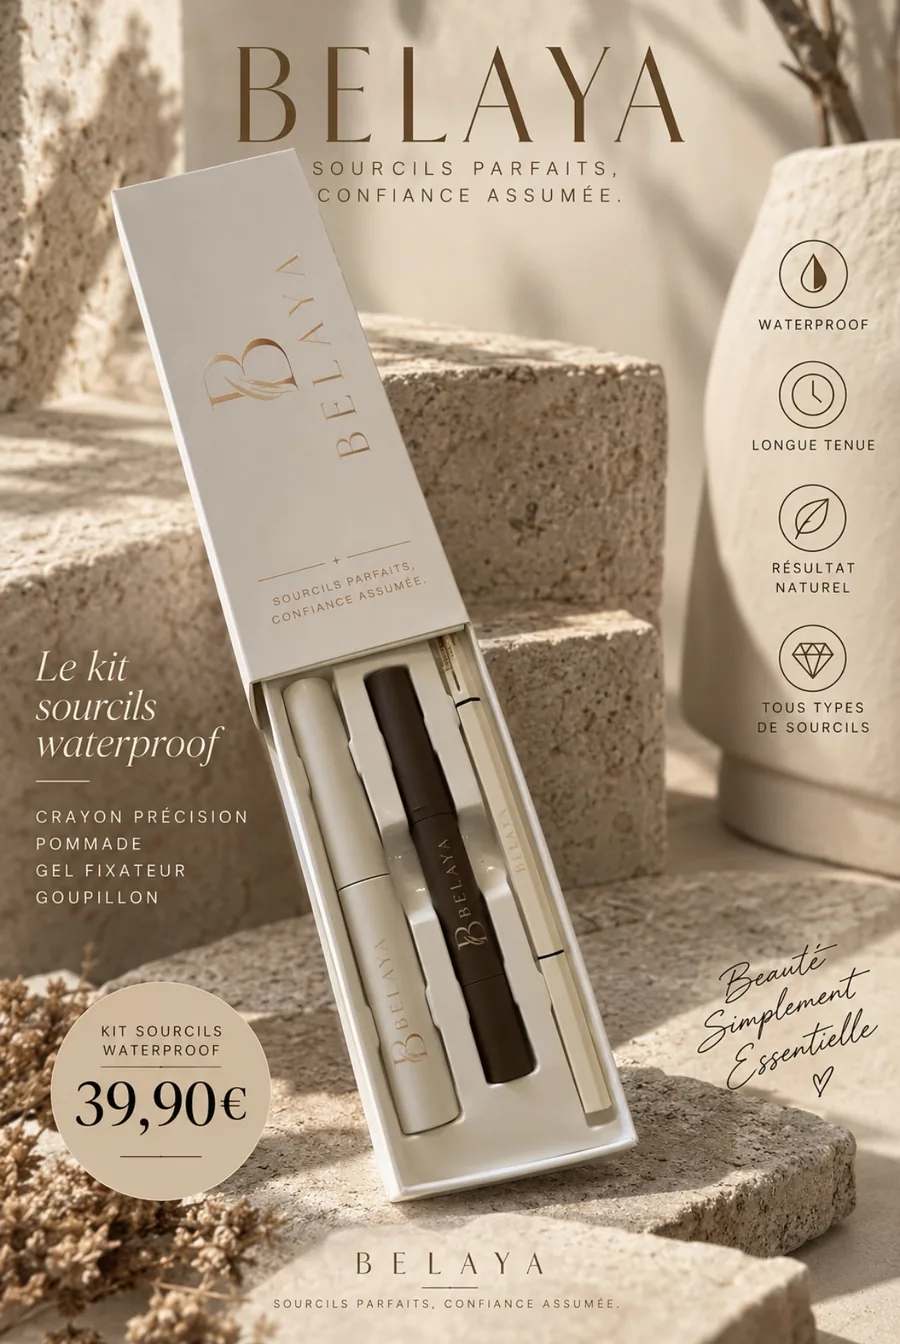 BELAYA
SOURCILS PARFAITS,
CONFIANCE ASSUMÉE.
B
BELAYA
SOURCILS PARFAITS,
CONFIANCE ASSUMÉE.
WATERPROOF
LONGUE TENUE
RÉSULTAT
NATUREL
TOUS TYPES
DE SOURCILS
Le kit
sourcils
waterproof
CRAYON PRÉCISION
POMMADE
GEL FIXATEUR
GOUPILLON
B BELAYA
B BELAYA
BELAYA
KIT SOURCILS
WATERPROOF
39,90€
Beauté
Simplement
Essentielle
BELAYA
SOURCILS PARFAITS, CONFIANCE ASSUMÉE.